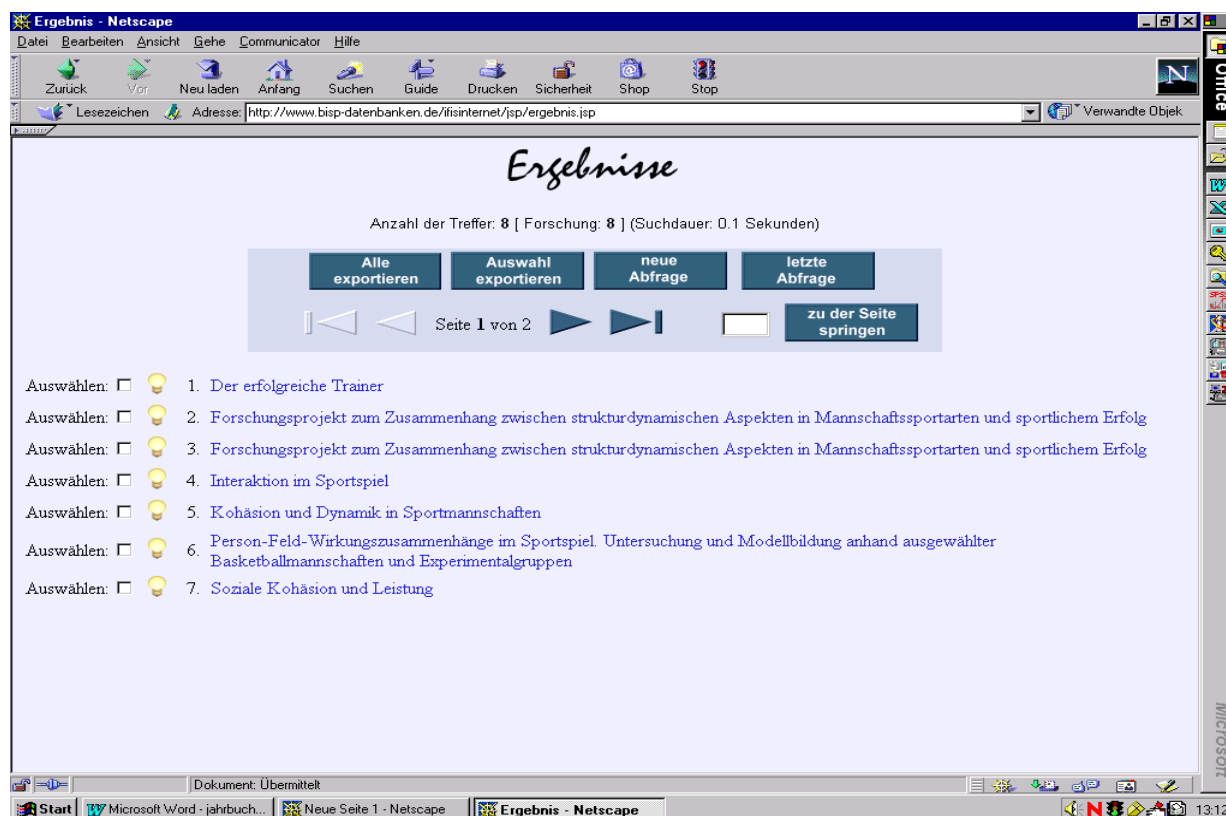 Ergebnis - Netscape
Datei Bearbeiten Ansicht Gehe Communicator Hilfe
Zurück Vor Neu laden Anfang Suchen Guide Drucken Sicherheit Shop Stop
N
Lesezeichen Adresse: http://www.bisp-datenbanken.de/ifisinternet/jsp/ergebnis.jsp Verwandte Objek
Office
Ergebnisse
Anzahl der Treffer: 8 [ Forschung: 8 ] (Suchdauer: 0.1 Sekunden)
Alle exportieren
Auswahl exportieren
neue Abfrage
letzte Abfrage
Seite 1 von 2
zu der Seite springen
Auswählen: 1. Der erfolgreiche Trainer
Auswählen: 2. Forschungsprojekt zum Zusammenhang zwischen strukturdynamischen Aspekten in Mannschaftssportarten und sportlichem Erfolg
Auswählen: 3. Forschungsprojekt zum Zusammenhang zwischen strukturdynamischen Aspekten in Mannschaftssportarten und sportlichem Erfolg
Auswählen: 4. Interaktion im Sportspiel
Auswählen: 5. Kohäsion und Dynamik in Sportmannschaften
Auswählen: 6. Person-Feld-Wirkungszusammenhänge im Sportspiel. Untersuchung und Modellbildung anhand ausgewählter
Basketballmannschaften und Experimentalgruppen
Auswählen: 7. Soziale Kohäsion und Leistung
Microsoft
Dokument: Übermittelt
Start Microsoft Word - jahrbuch... Neue Seite 1 - Netscape Ergebnis - Netscape N 13:12